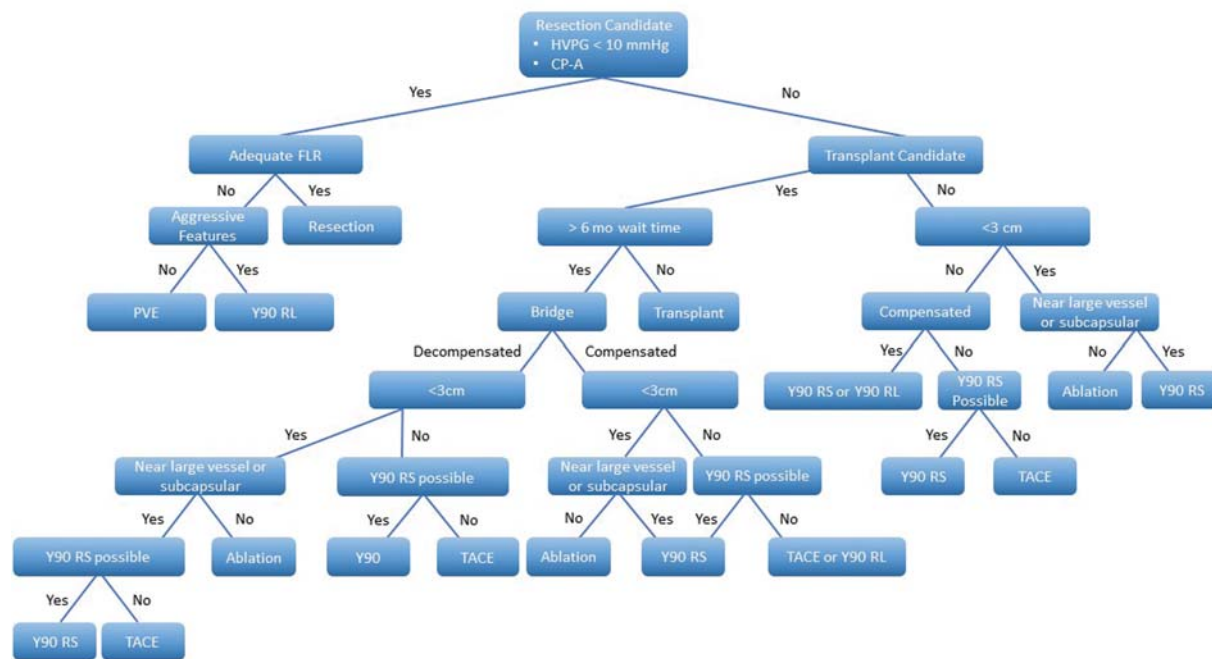 Resection Candidate
• HVPG < 10 mmHg
• CP-A
Yes
No
Adequate FLR
Transplant Candidate
No
Yes
Yes
No
Aggressive
Features
Resection
> 6 mo wait time
<3 cm
No
Yes
Yes
No
No
Yes
PVE
Y90 RL
Bridge
Transplant
Compensated
Near large vessel
or subcapsular
Decompensated
Compensated
Yes
No
No
Yes
<3cm
<3cm
Y90 RS or Y90 RL
Y90 RS
Possible
Ablation
Y90 RS
Yes
No
Yes
No
Yes
No
Near large vessel or
subcapsular
Y90 RS possible
Near large vessel
or subcapsular
Y90 RS possible
Y90 RS
TACE
Yes
No
Yes
No
No
Yes
Yes
No
Y90 RS possible
Ablation
Y90
TACE
Ablation
Y90 RS
TACE or Y90 RL
Yes
No
Y90 RS
TACE